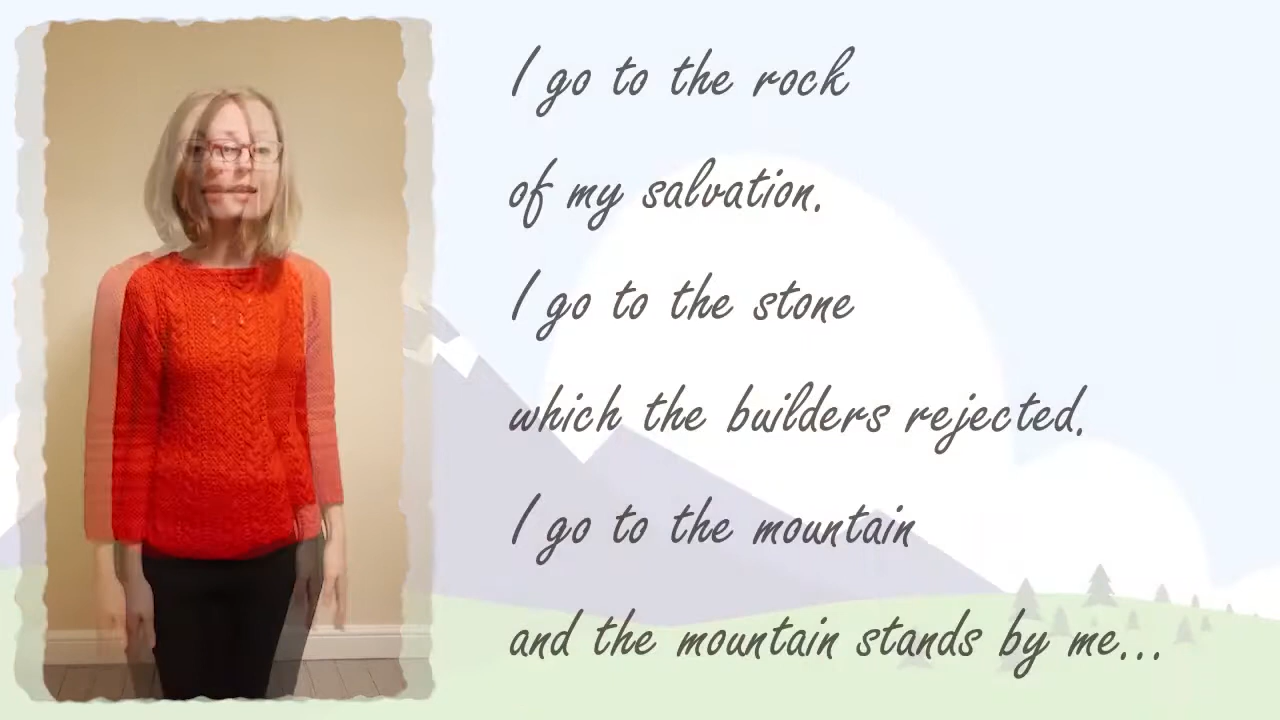 I go to the rock
of my salvation.
I go to the stone
which the builders rejected.
I go to the mountain
and the mountain stands by me...